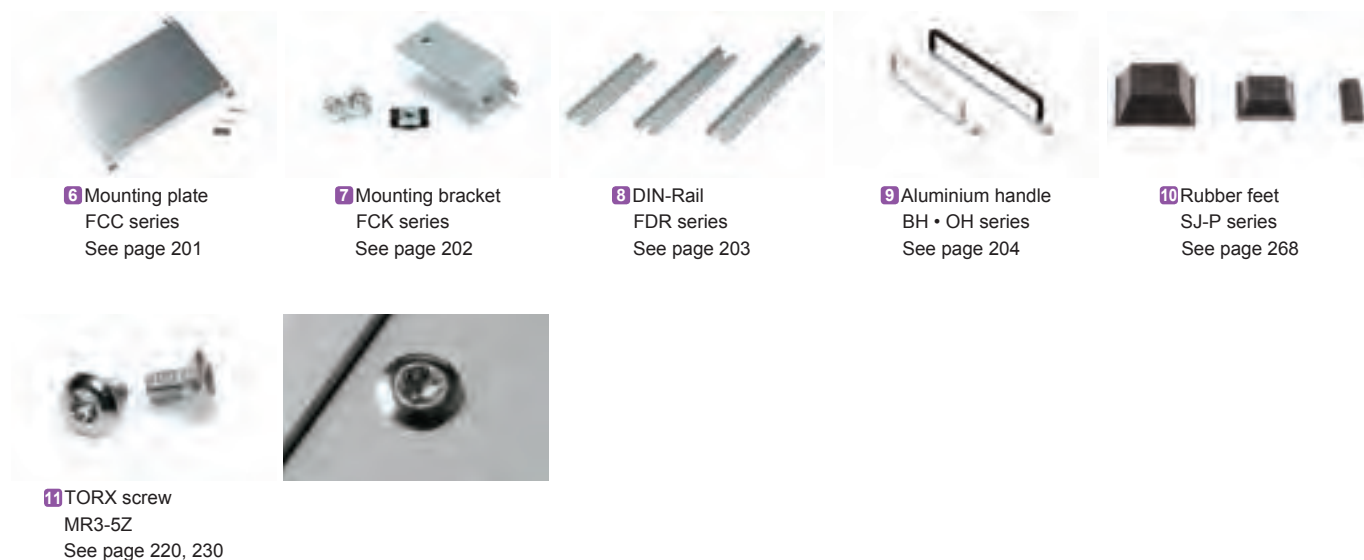 6 Mounting plate
FCC series
See page 201
7 Mounting bracket
FCK series
See page 202
8 DIN-Rail
FDR series
See page 203
9 Aluminium handle
BH • OH series
See page 204
10 Rubber feet
SJ-P series
See page 268
11 TORX screw
MR3-5Z
See page 220, 230